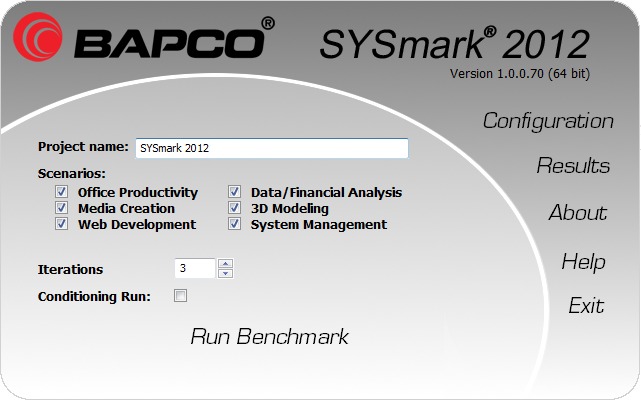 BAPCO® SYSmark® 2012
Version 1.0.0.70 (64 bit)
Configuration
Results
About
Help
Exit
Project name: SYSmark 2012
Scenarios:
Office Productivity Data/Financial Analysis
Media Creation 3D Modeling
Web Development System Management
Iterations 3
Conditioning Run:
Run Benchmark